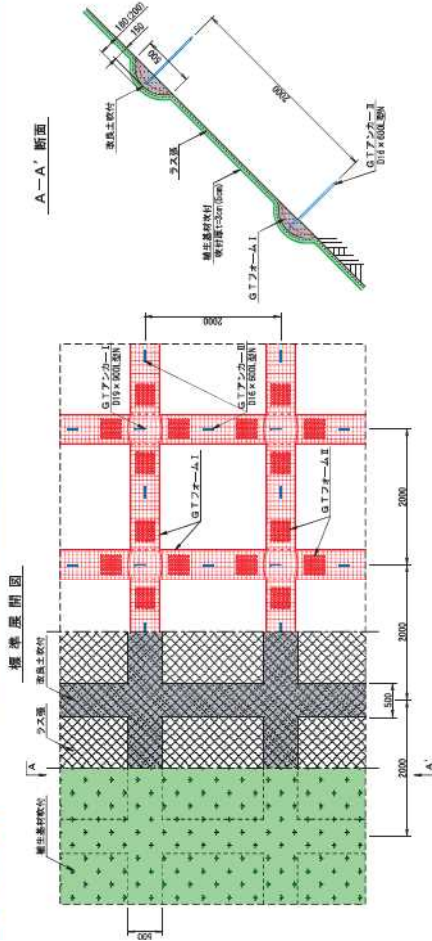 標準展開図
植生基材吹付
ラス張
改良土吹付
GTフォームⅠ
GTフォームⅡ
GTアンカーⅠ
D19×900L型N
GTアンカーⅡ
D16×600L型N
A
A'
500
500
2000
2000
2000
2000
A-A' 断面
180(200)
150
500
改良土吹付
ラス張
植生基材吹付
吹付厚t=3cm(5cm)
GTフォームⅠ
2000
GTアンカーⅡ
D16×600L型N